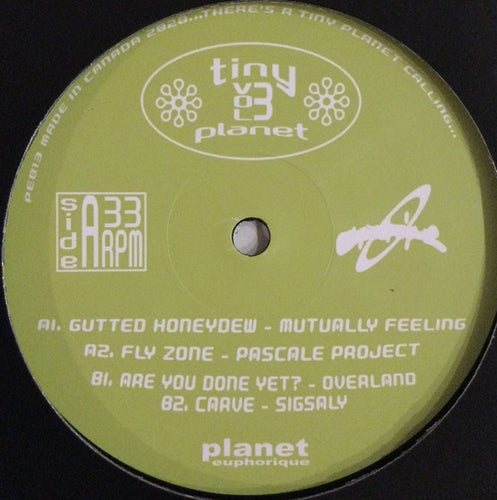 PE013 MADE IN CANADA 2020...THERE'S A TINY PLANET CALLING...
tiny
VOL 3
planet
side A 33 RPM
A1. GUTTED HONEYDEW - MUTUALLY FEELING
A2. FLY ZONE - PASCALE PROJECT
B1. ARE YOU DONE YET? - OVERLAND
B2. CARVE - SIGSALY
planet
euphorique